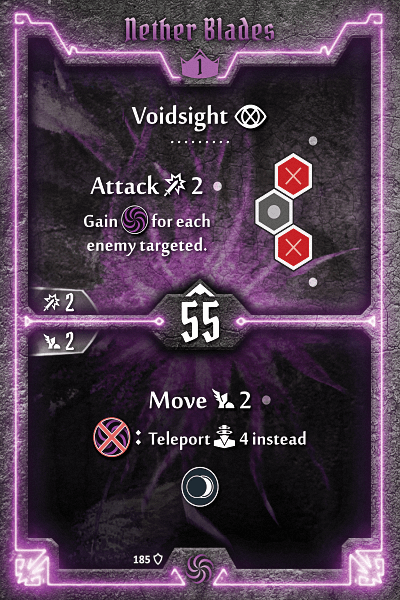 Nether Blades
1
Voidsight
Attack 2
Gain for each
enemy targeted.
2
55
2
Move 2
: Teleport 4 instead
185